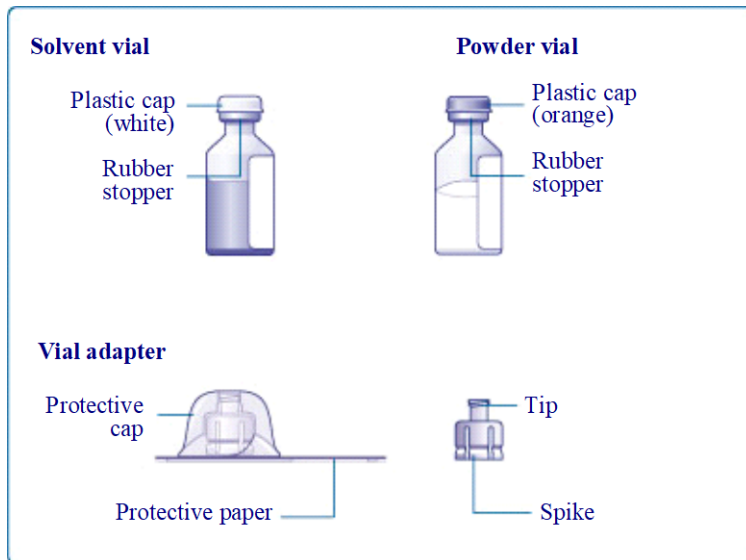 Solvent vial
Plastic cap
(white)
Rubber
stopper
Powder vial
Plastic cap
(orange)
Rubber
stopper
Vial adapter
Protective
cap
Protective paper
Tip
Spike